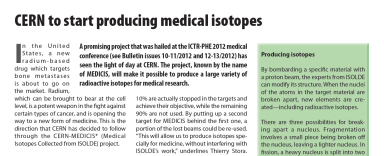 CERN to start producing medical isotopes
In the United
States, a new
radium-based
drug which targets
bone metastases
is about to go on
the market. Radium,
which can be brought to bear at the cell
level, is a potent weapon in the fight against
certain types of cancer, and is opening the
way to a new form of medicine. This is the
direction that CERN has decided to follow
through the CERN-MEDICIS* (Medical
Isotopes Collected from ISOLDE) project.
A promising project that was hailed at the ICTR-PHE 2012 medical
conference (see Bulletin issues 10-11/2012 and 12-13/2012) has
seen the light of day at CERN. The project, known by the name
of MEDICIS, will make it possible to produce a large variety of
radioactive isotopes for medical research.
10% are actually stopped in the targets and
achieve their objective, while the remaining
90% are not used. By putting up a second
target for MEDICIS behind the first one, a
portion of the lost beams could be re-used.
"This will allow us to produce isotopes spe-
cially for medicine, without interfering with
ISOLDE's work," underlines Thierry Stora.
Producing isotopes
By bombarding a specific material with
a proton beam, the experts from ISOLDE
can modify its structure. When the nuclei
of the atoms in the target material are
broken apart, new elements are cre-
ated—including radioactive isotopes.
There are three possibilities for break-
ing apart a nucleus. Fragmentation
involves a small piece being broken off
the nucleus, leaving a lighter nucleus. In
fission, a heavy nucleus is split into two